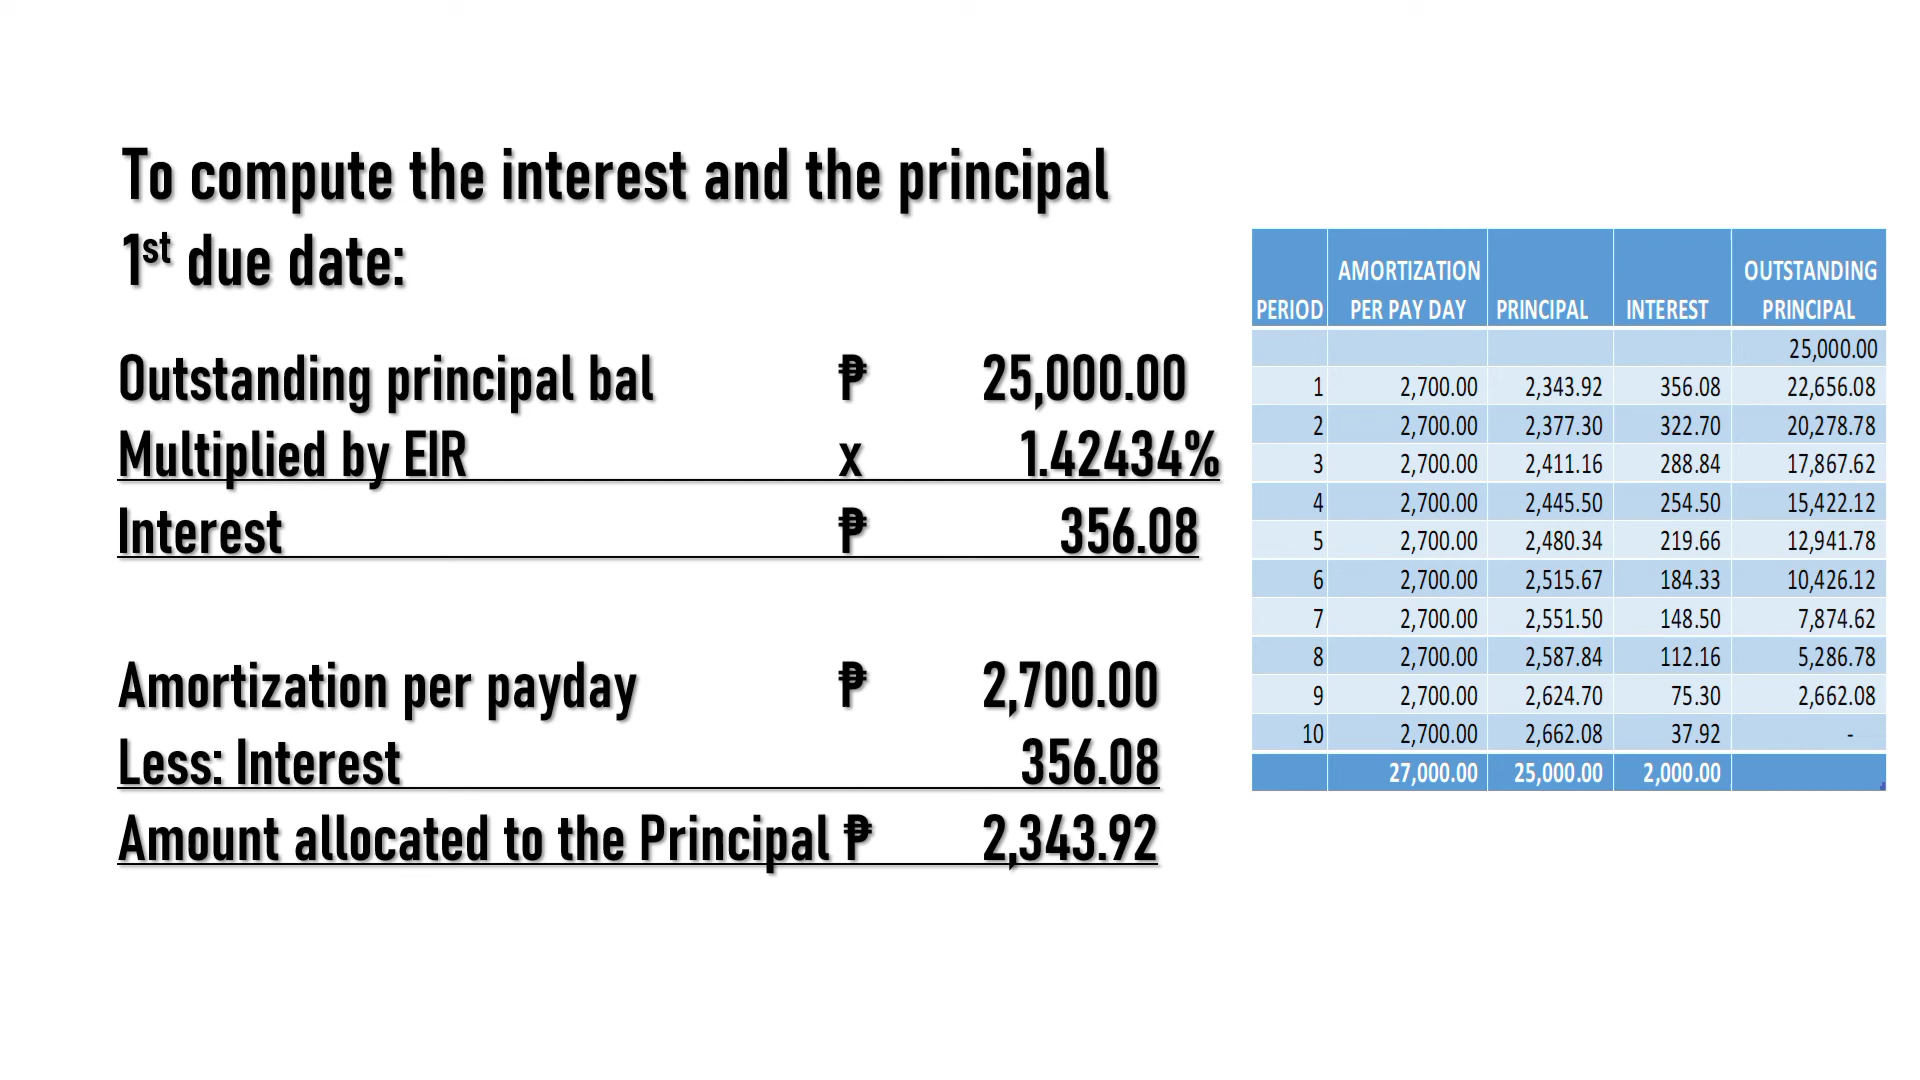 To compute the interest and the principal
1st due date:
Outstanding principal bal ₱ 25,000.00
Multiplied by EIR x 1.42434%
Interest ₱ 356.08
Amortization per payday ₱ 2,700.00
Less: Interest 356.08
Amount allocated to the Principal ₱ 2,343.92
PERIOD AMORTIZATION PER PAY DAY PRINCIPAL INTEREST OUTSTANDING PRINCIPAL
25,000.00
1 2,700.00 2,343.92 356.08 22,656.08
2 2,700.00 2,377.30 322.70 20,278.78
3 2,700.00 2,411.16 288.84 17,867.62
4 2,700.00 2,445.50 254.50 15,422.12
5 2,700.00 2,480.34 219.66 12,941.78
6 2,700.00 2,515.67 184.33 10,426.12
7 2,700.00 2,551.50 148.50 7,874.62
8 2,700.00 2,587.84 112.16 5,286.78
9 2,700.00 2,624.70 75.30 2,662.08
10 2,700.00 2,662.08 37.92 -
27,000.00 25,000.00 2,000.00